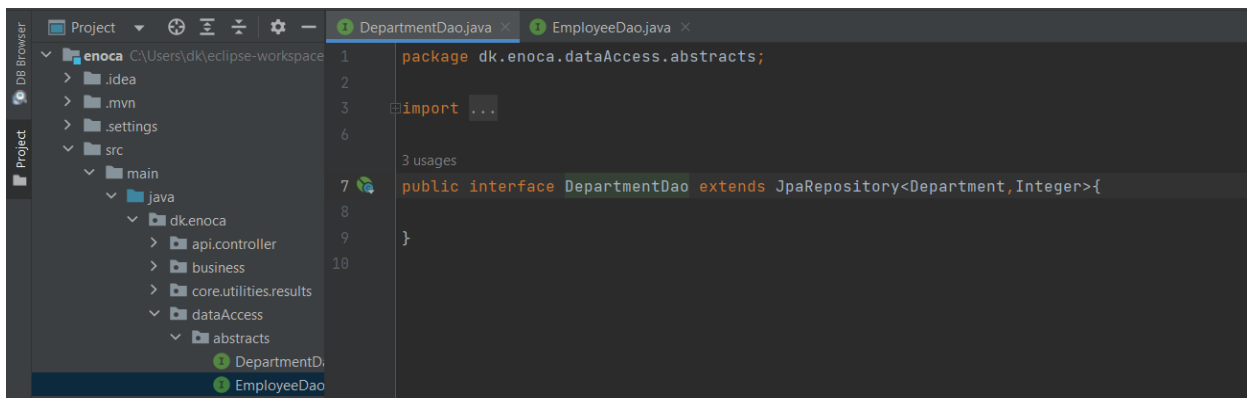 DB Browser
Project
Project
enoca C:\Users\dk\eclipse-workspace
.idea
.mvn
.settings
src
main
java
dk.enoca
api.controller
business
core.utilities.results
dataAccess
abstracts
DepartmentDa
EmployeeDao
DepartmentDao.java
EmployeeDao.java
1 package dk.enoca.dataAccess.abstracts;
2
3 import ...
6
3 usages
7 public interface DepartmentDao extends JpaRepository<Department,Integer>{
8
9 }
10